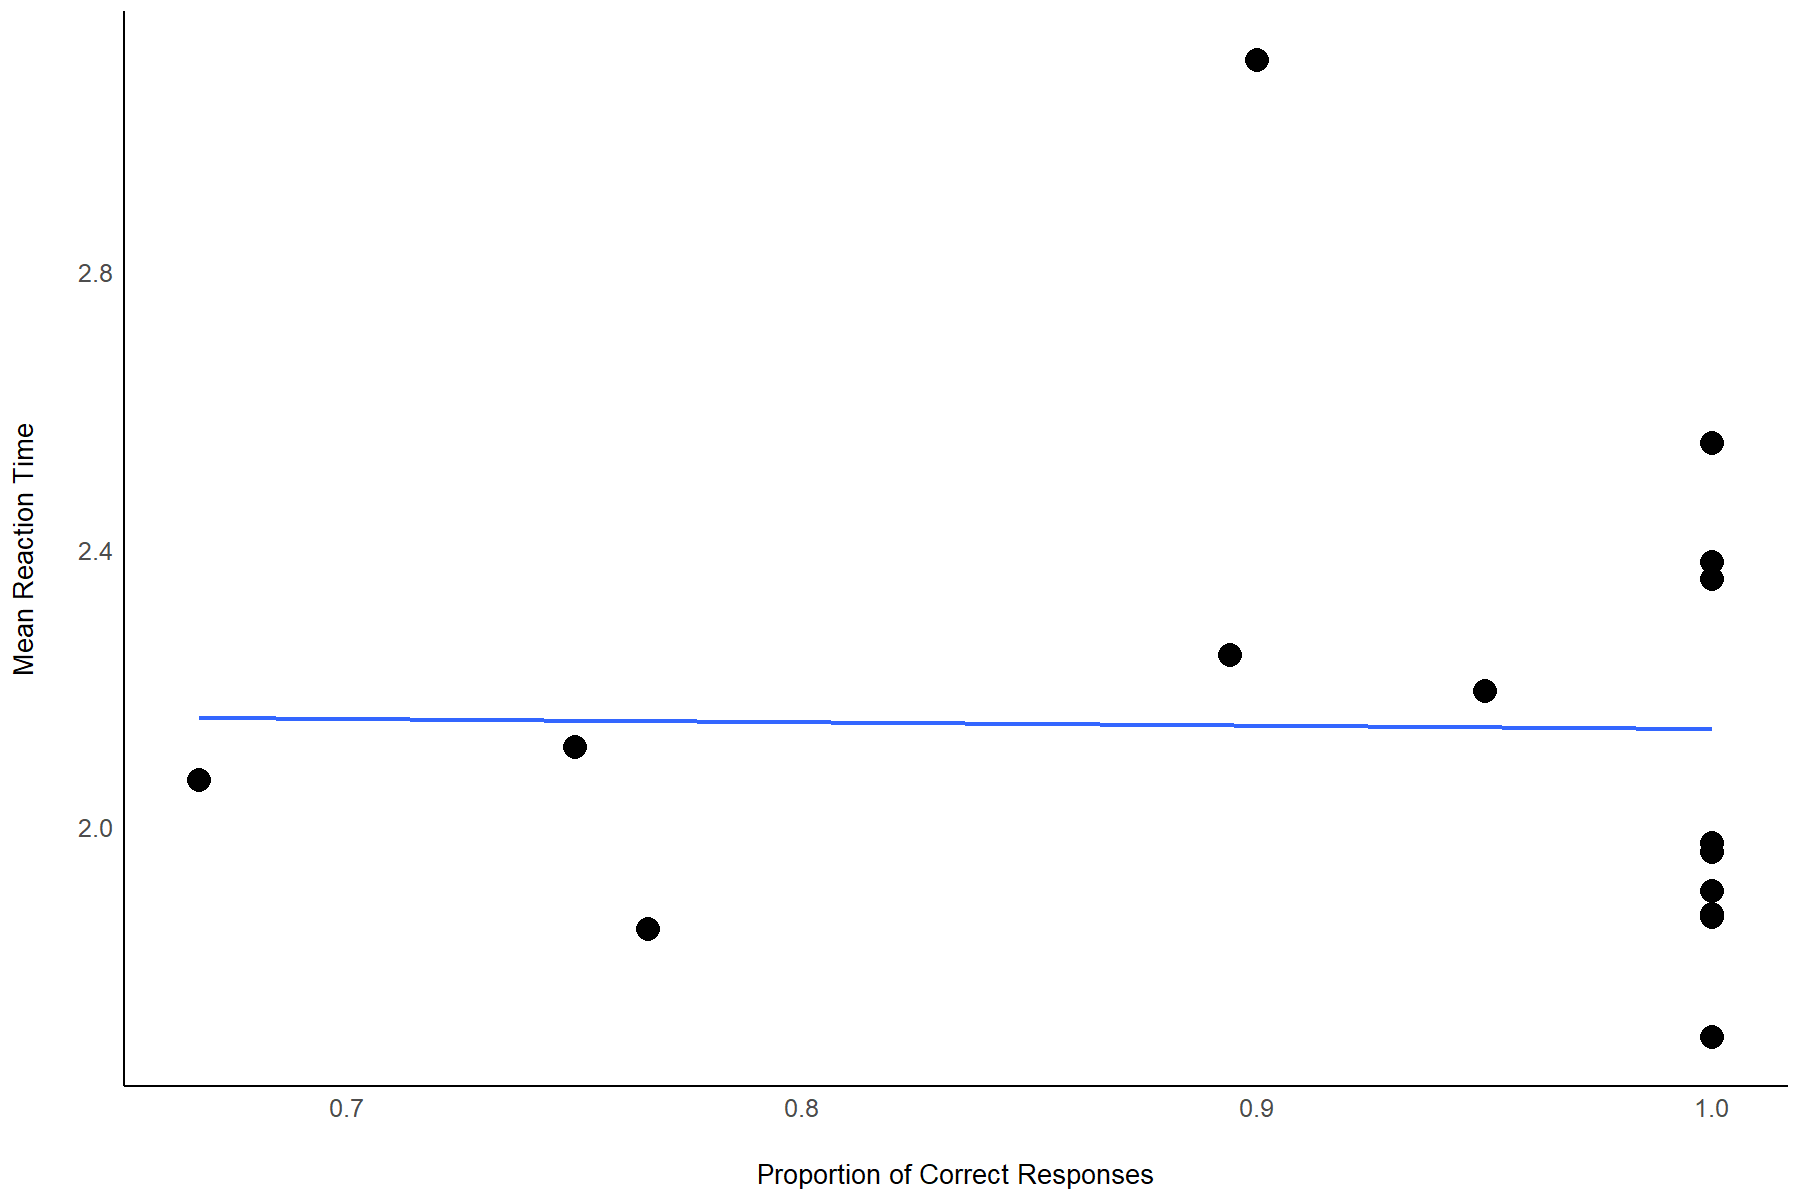 Mean Reaction Time
2.8
2.4
2.0
0.7 0.8 0.9 1.0
Proportion of Correct Responses